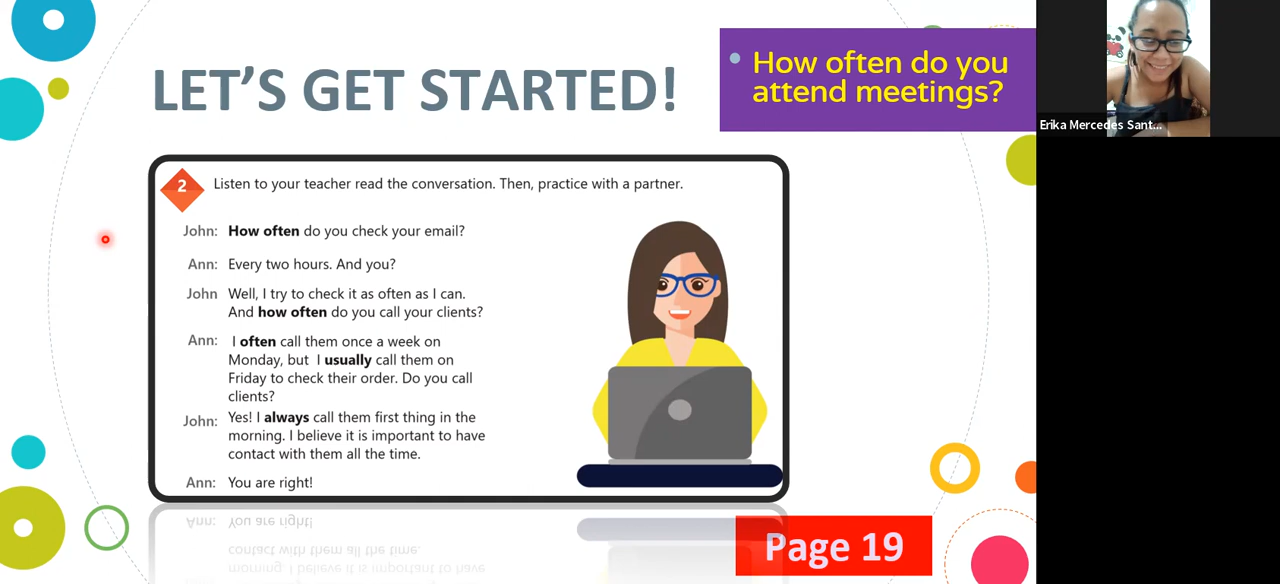 LET'S GET STARTED!
• How often do you
attend meetings?
Erika Mercedes Sant...
2 Listen to your teacher read the conversation. Then, practice with a partner.
John: How often do you check your email?
Ann: Every two hours. And you?
John Well, I try to check it as often as I can.
And how often do you call your clients?
Ann: I often call them once a week on
Monday, but I usually call them on
Friday to check their order. Do you call
clients?
John: Yes! I always call them first thing in the
morning. I believe it is important to have
contact with them all the time.
Ann: You are right!
Page 19